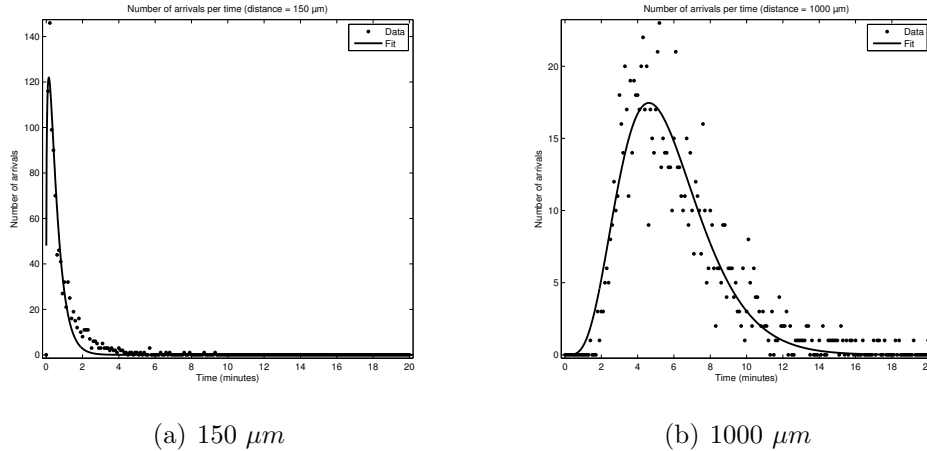 Number of arrivals per time (distance = 150 µm)
Data
Fit
140
120
100
80
60
40
20
0
Number of arrivals
0 2 4 6 8 10 12 14 16 18 20
Time (minutes)
(a) 150 µm
Number of arrivals per time (distance = 1000 µm)
Data
Fit
20
15
10
5
0
Number of arrivals
0 2 4 6 8 10 12 14 16 18 20
Time (minutes)
(b) 1000 µm